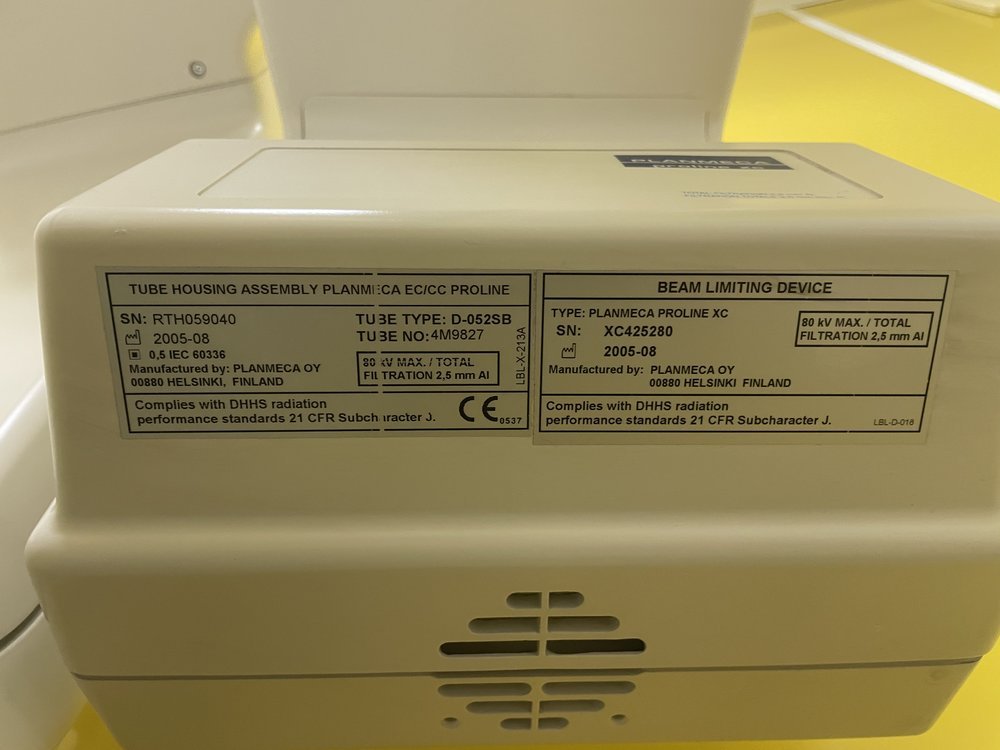 PLANMECA
proline xc
TUBE HOUSING ASSEMBLY PLANMECA EC/CC PROLINE
SN: RTH059040
2005-08
0,5 IEC 60336
Manufactured by: PLANMECA OY
00880 HELSINKI, FINLAND
TUBE TYPE: D-052SB
TUBE NO: 4M9827
80 kV MAX. / TOTAL
FILTRATION 2,5 mm Al
LBL-X-213A
Complies with DHHS radiation
performance standards 21 CFR Subcharacter J.
CE 0537
BEAM LIMITING DEVICE
TYPE: PLANMECA PROLINE XC
SN: XC425280
2005-08
Manufactured by: PLANMECA OY
00880 HELSINKI FINLAND
80 kV MAX. / TOTAL
FILTRATION 2,5 mm Al
Complies with DHHS radiation
performance standards 21 CFR Subcharacter J.
LBL-D-018